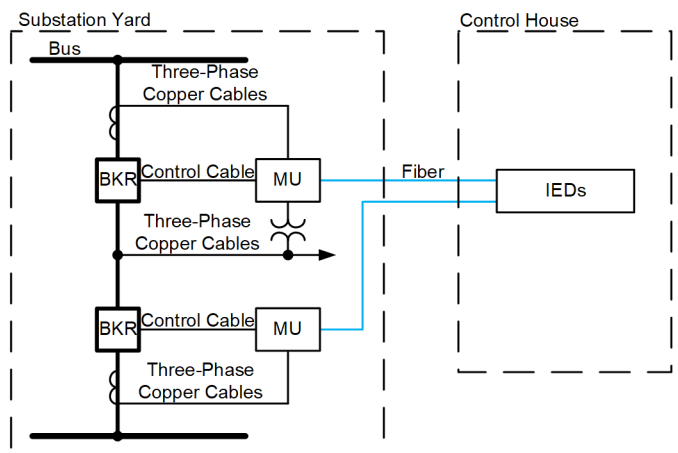 Substation Yard
Control House
Bus
Three-Phase
Copper Cables
BKR
Control Cable
MU
Fiber
IEDs
Three-Phase
Copper Cables
BKR
Control Cable
MU
Three-Phase
Copper Cables